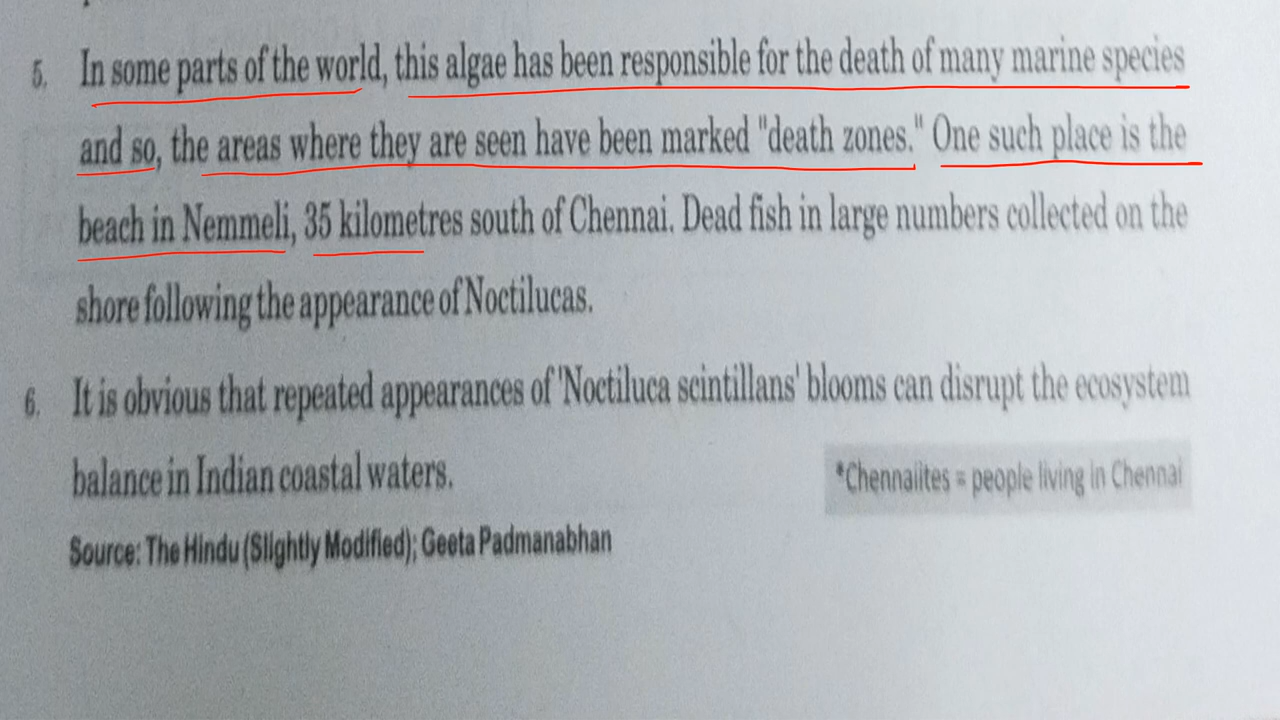 5. In some parts of the world, this algae has been responsible for the death of many marine species
and so, the areas where they are seen have been marked "death zones." One such place is the
beach in Nemmeli, 35 kilometres south of Chennai. Dead fish in large numbers collected on the
shore following the appearance of Noctilucas.
6. It is obvious that repeated appearances of 'Noctiluca scintillans' blooms can disrupt the ecosystem
balance in Indian coastal waters.
*Chennaiites = people living in Chennai
Source: The Hindu (Slightly Modified); Geeta Padmanabhan